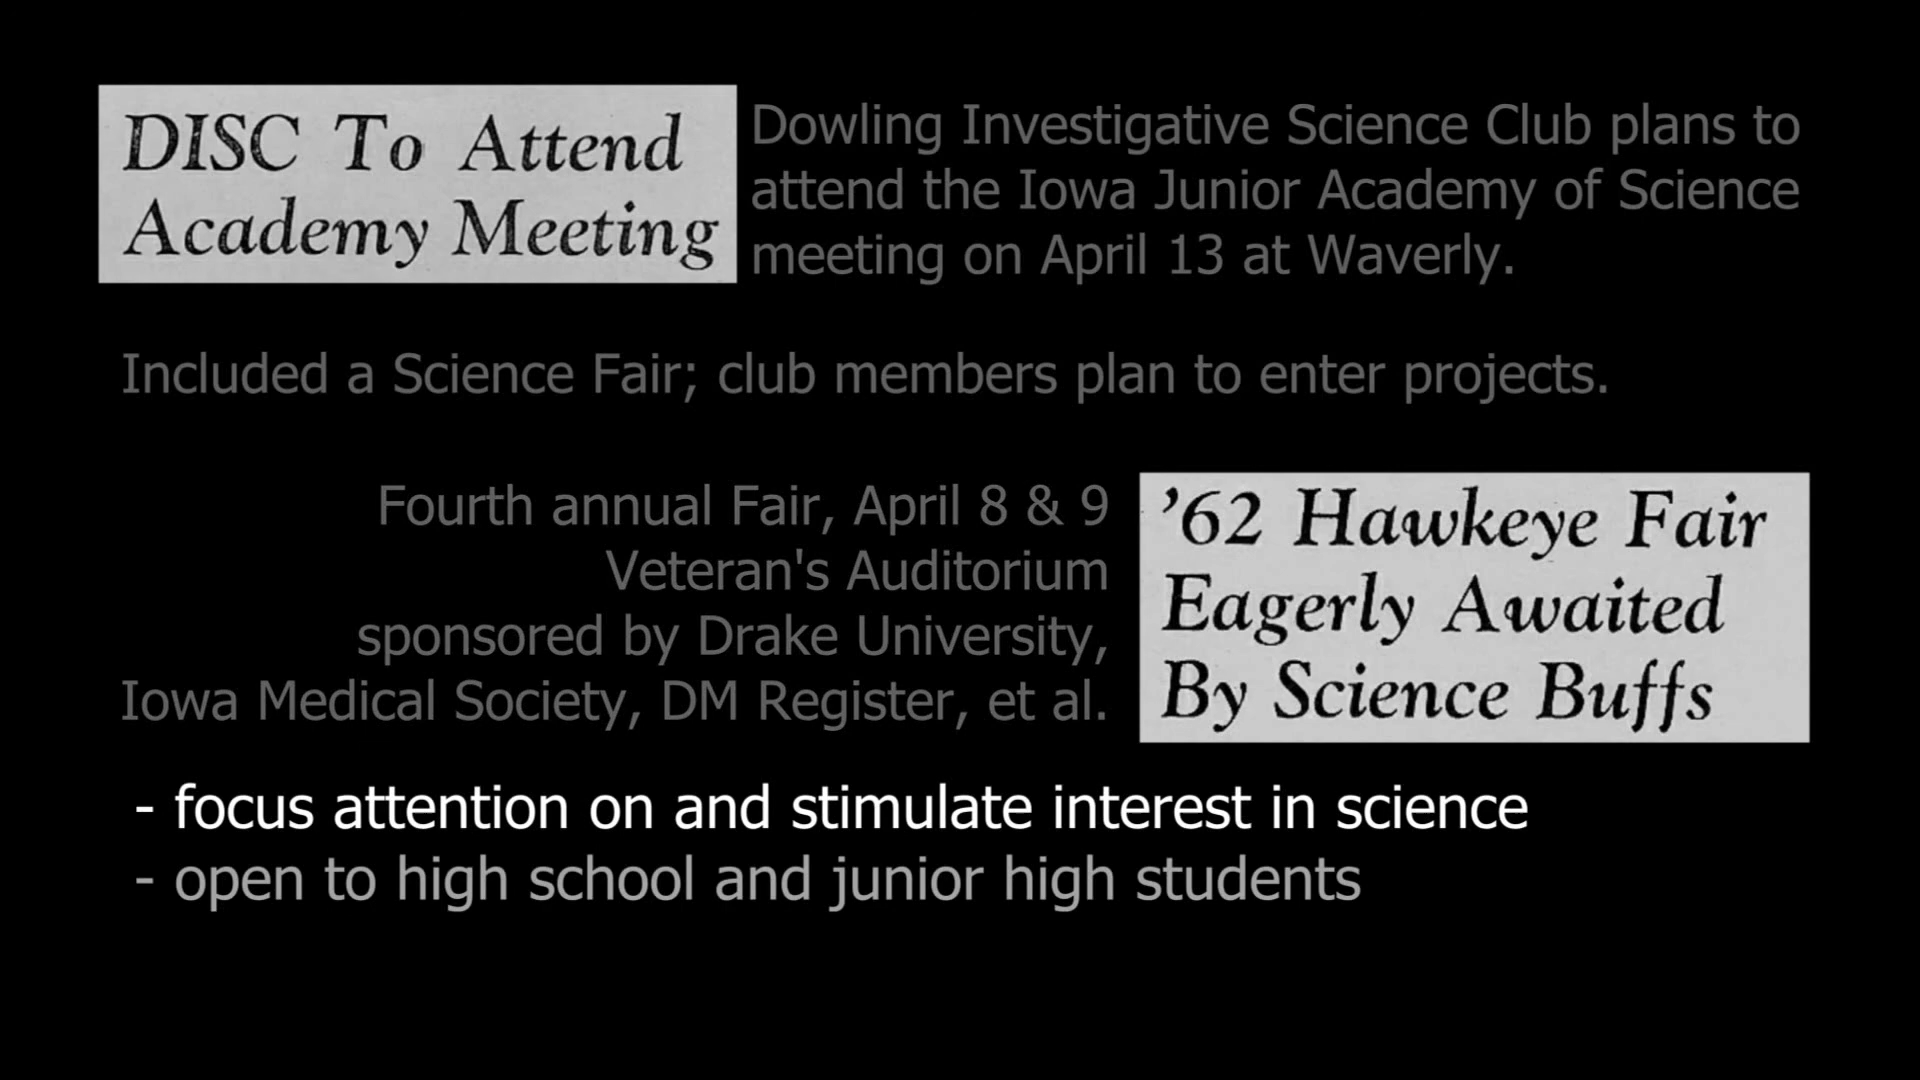 DISC To Attend
Academy Meeting
Dowling Investigative Science Club plans to
attend the Iowa Junior Academy of Science
meeting on April 13 at Waverly.
Included a Science Fair; club members plan to enter projects.
Fourth annual Fair, April 8 & 9
Veteran's Auditorium
sponsored by Drake University,
Iowa Medical Society, DM Register, et al.
’62 Hawkeye Fair
Eagerly Awaited
By Science Buffs
- focus attention on and stimulate interest in science
- open to high school and junior high students